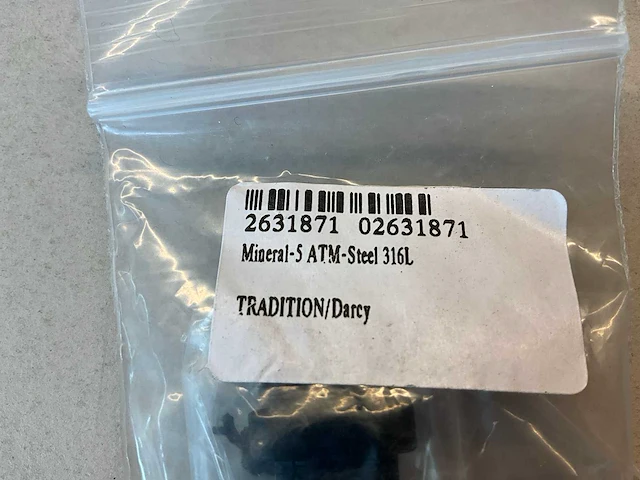 2631871 02631871
Mineral-5 ATM-Steel 316L
TRADITION/Darcy